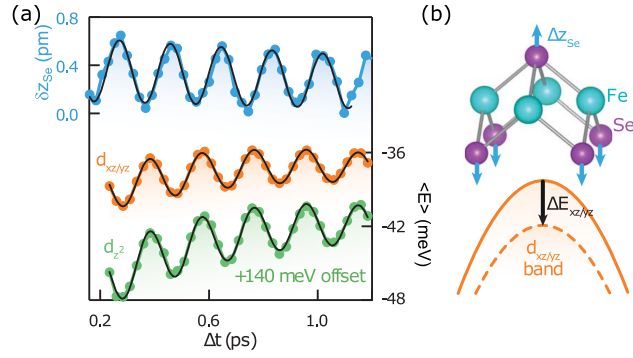 (a)
(b)
δz_Se (pm)
0.8
0.4
0.0
d_xz/yz
d_z²
+140 meV offset
-36
-42
-48
<E> (meV)
0.2
0.6
1.0
Δt (ps)
Δz_Se
Fe
Se
ΔE_xz/yz
d_xz/yz
band